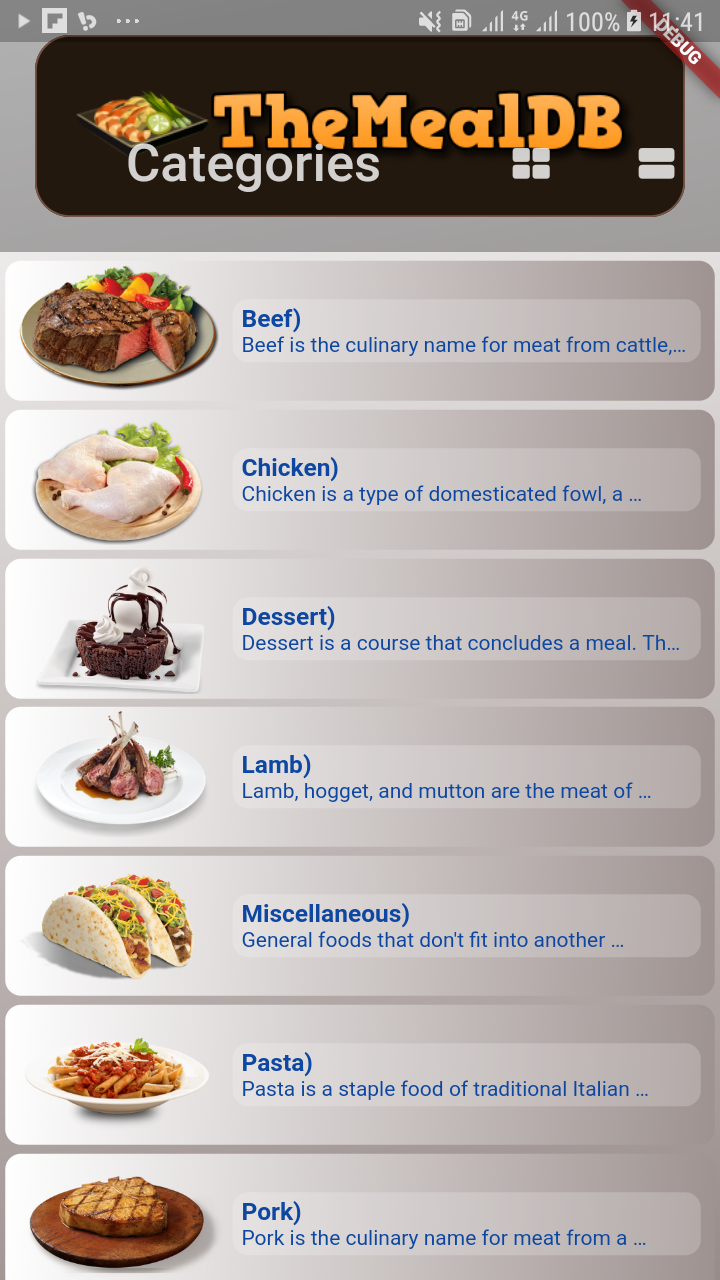 4G 100% 11:41
DEBUG
TheMealDB
Categories
Beef)
Beef is the culinary name for meat from cattle,…
Chicken)
Chicken is a type of domesticated fowl, a …
Dessert)
Dessert is a course that concludes a meal. Th…
Lamb)
Lamb, hogget, and mutton are the meat of …
Miscellaneous)
General foods that don't fit into another …
Pasta)
Pasta is a staple food of traditional Italian …
Pork)
Pork is the culinary name for meat from a …